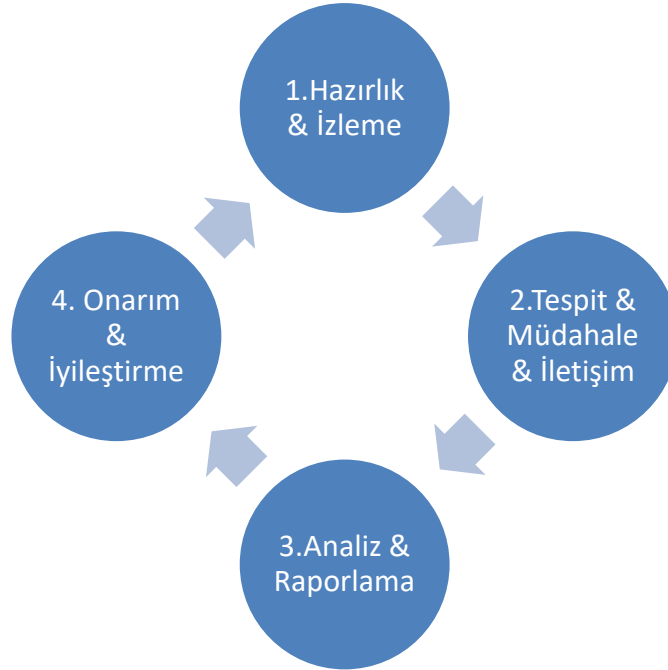 1.Hazırlık
& İzleme
2.Tespit &
Müdahale
& İletişim
3.Analiz &
Raporlama
4. Onarım
&
İyileştirme